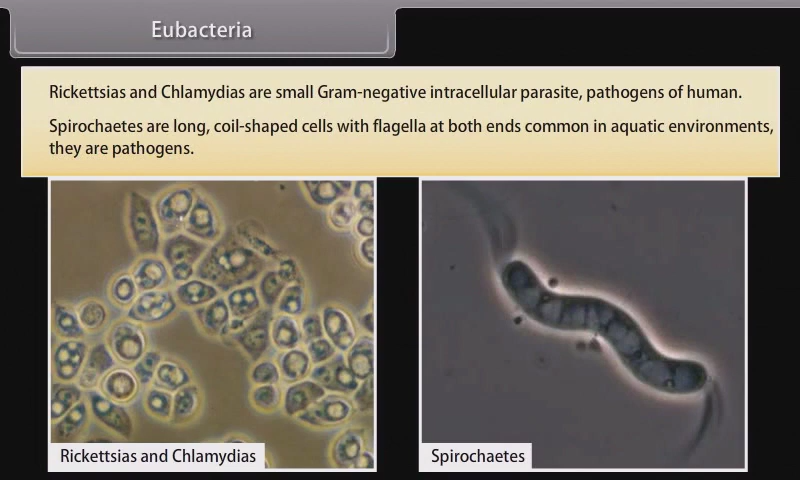 Eubacteria
Rickettsias and Chlamydias are small Gram-negative intracellular parasite, pathogens of human.
Spirochaetes are long, coil-shaped cells with flagella at both ends common in aquatic environments,
they are pathogens.
Rickettsias and Chlamydias
Spirochaetes